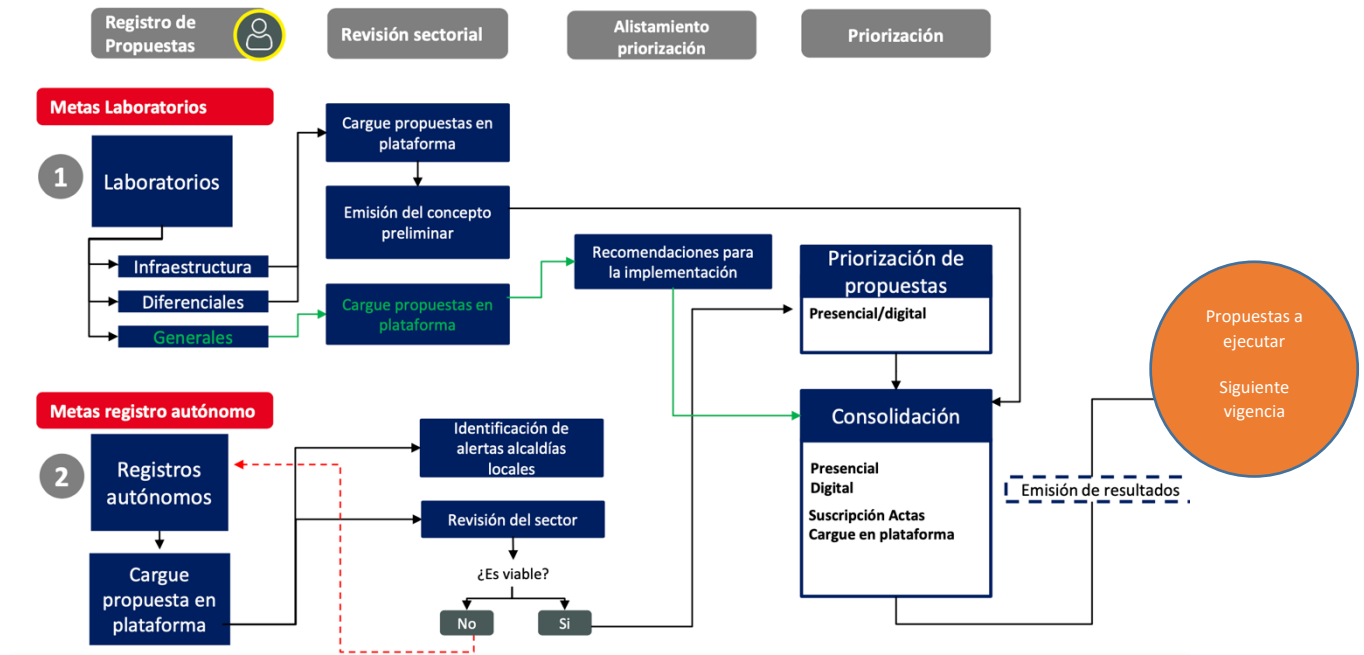 Registro de
Propuestas
Revisión sectorial
Alistamiento
priorización
Priorización
Metas Laboratorios
1
Laboratorios
Infraestructura
Diferenciales
Generales
Cargue propuestas en
plataforma
Emisión del concepto
preliminar
Cargue propuestas en
plataforma
Recomendaciones para
la implementación
Priorización de
propuestas
Presencial/digital
Consolidación
Presencial
Digital
Suscripción Actas
Cargue en plataforma
Emisión de resultados
Propuestas a
ejecutar
Siguiente
vigencia
Metas registro autónomo
2
Registros
autónomos
Cargue
propuesta en
plataforma
Identificación de
alertas alcaldías
locales
Revisión del sector
¿Es viable?
No
Si